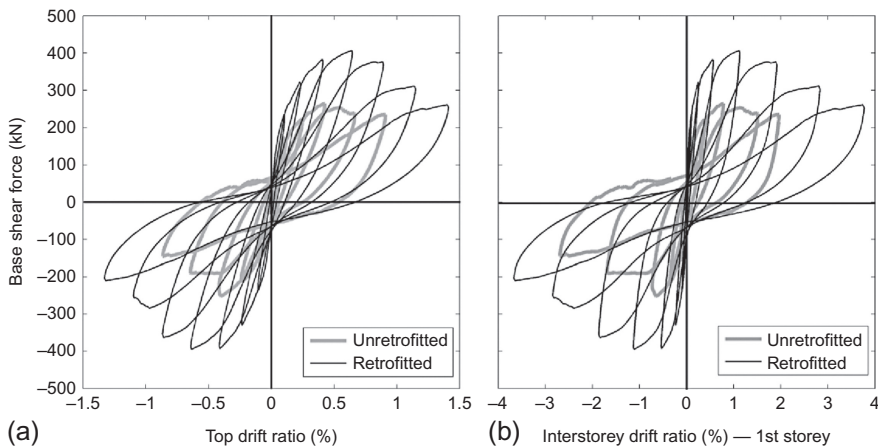 500
400
300
200
100
0
–100
–200
–300
–400
–500
Base shear force (kN)
Unretrofitted
Retrofitted
–1.5 –1 –0.5 0 0.5 1 1.5
(a) Top drift ratio (%)
Unretrofitted
Retrofitted
–4 –3 –2 –1 0 1 2 3 4
(b) Interstorey drift ratio (%) — 1st storey